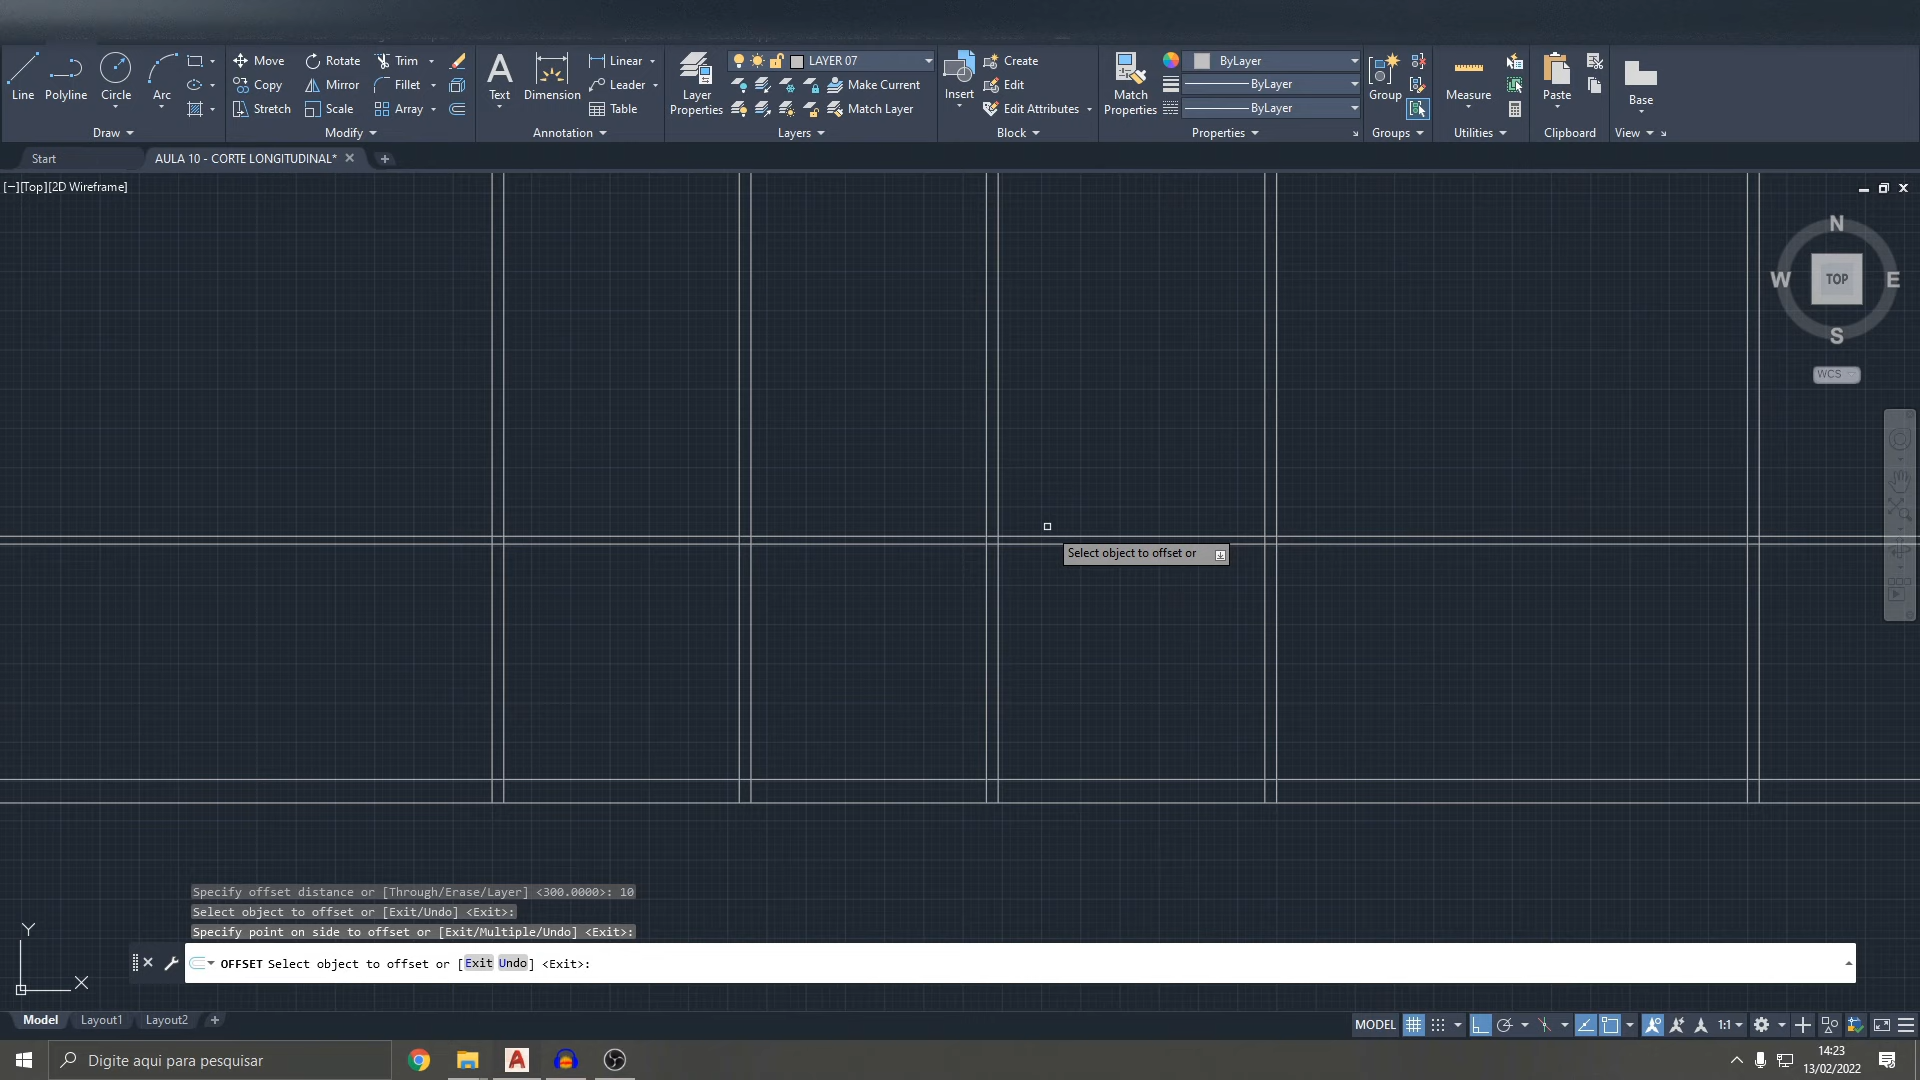 Line
Polyline
Circle
Arc
Draw
Move
Copy
Stretch
Rotate
Mirror
Scale
Trim
Fillet
Array
Modify
Text
Dimension
Linear
Leader
Table
Annotation
Layer
Properties
LAYER 07
Make Current
Match Layer
Layers
Insert
Create
Edit
Edit Attributes
Block
Match
Properties
ByLayer
ByLayer
ByLayer
Properties
Group
Groups
Measure
Utilities
Paste
Clipboard
Base
View
Start
AULA 10 - CORTE LONGITUDINAL*
[−][Top][2D Wireframe]
N
W
TOP
E
S
WCS
Select object to offset or
Specify offset distance or [Through/Erase/Layer] <300.0000>: 10
Select object to offset or [Exit/Undo] <Exit>:
Specify point on side to offset or [Exit/Multiple/Undo] <Exit>:
OFFSET Select object to offset or [Exit Undo] <Exit>:
Y
X
Model
Layout1
Layout2
MODEL
1:1
Digite aqui para pesquisar
A
14:23
13/02/2022